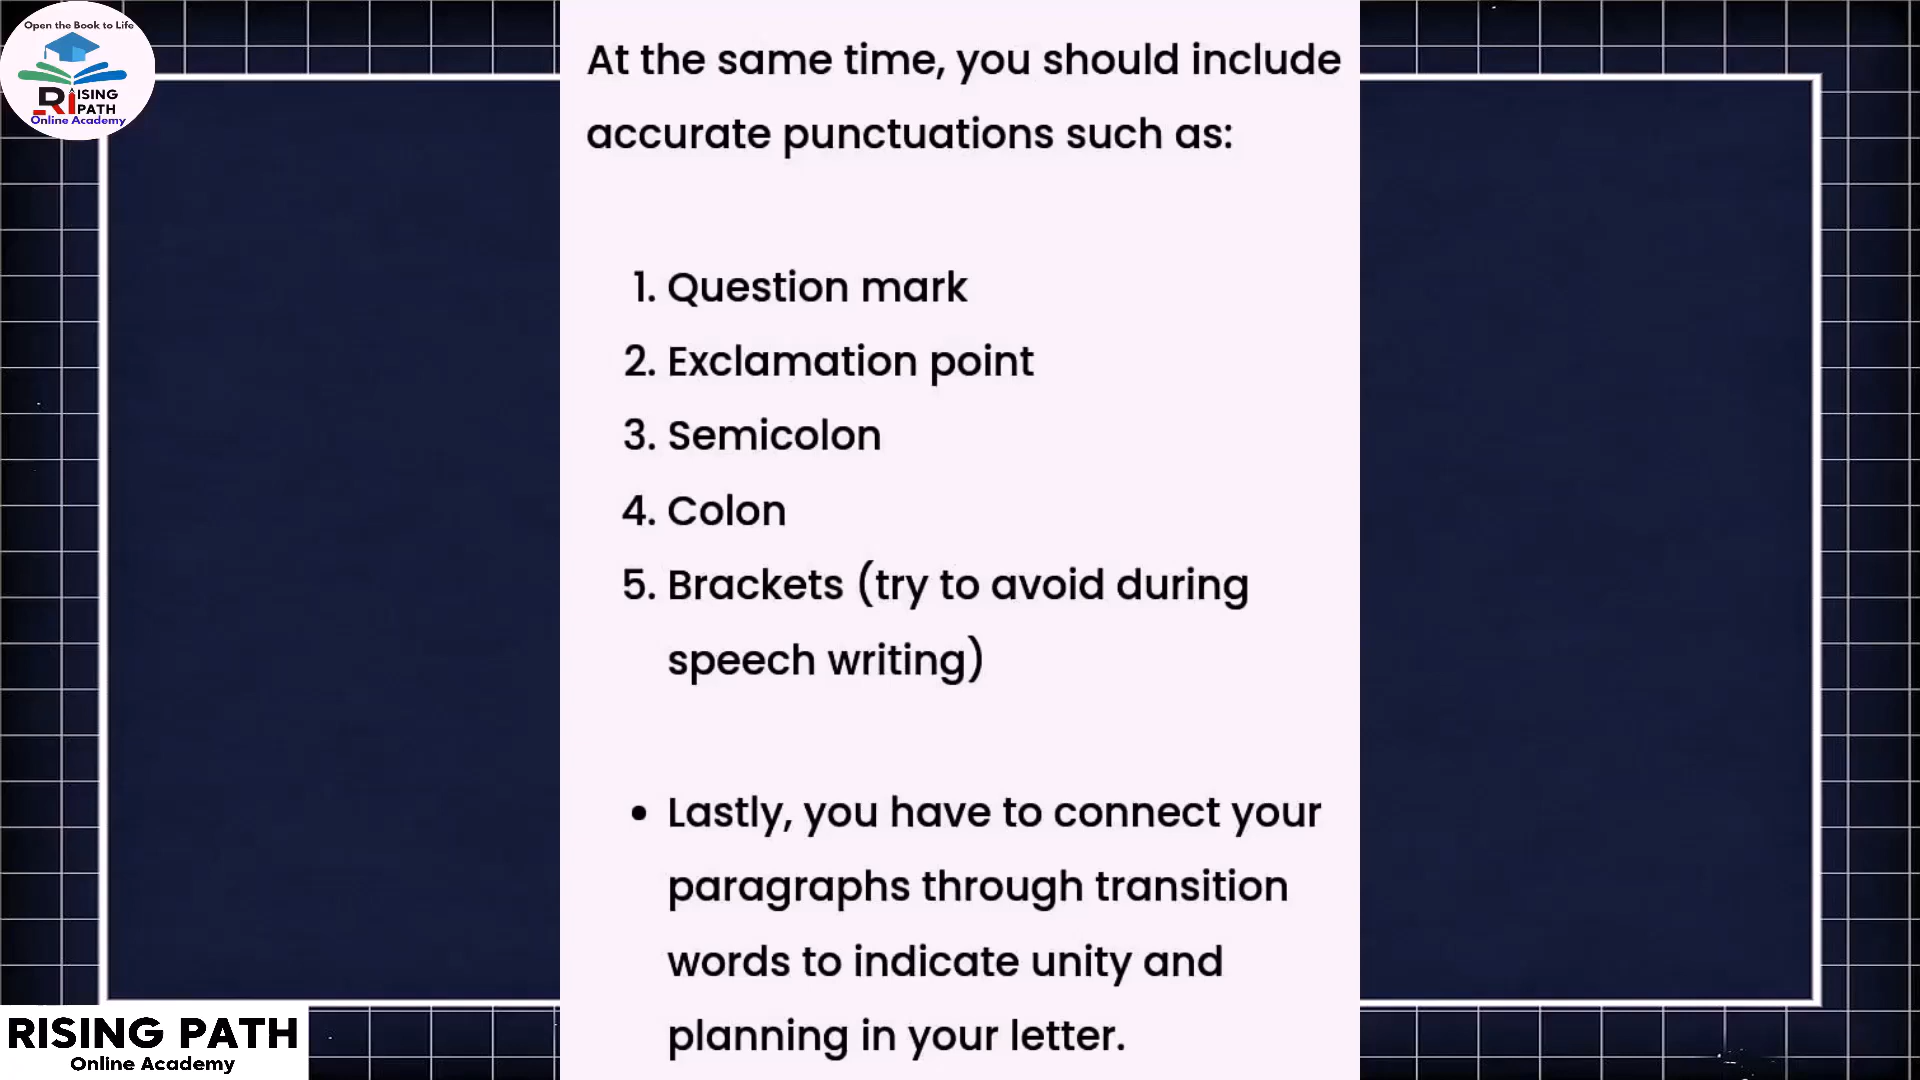 Open the Book to Life
RISING
PATH
Online Academy
At the same time, you should include
accurate punctuations such as:
1. Question mark
2. Exclamation point
3. Semicolon
4. Colon
5. Brackets (try to avoid during
speech writing)
• Lastly, you have to connect your
paragraphs through transition
words to indicate unity and
planning in your letter.
RISING PATH
Online Academy